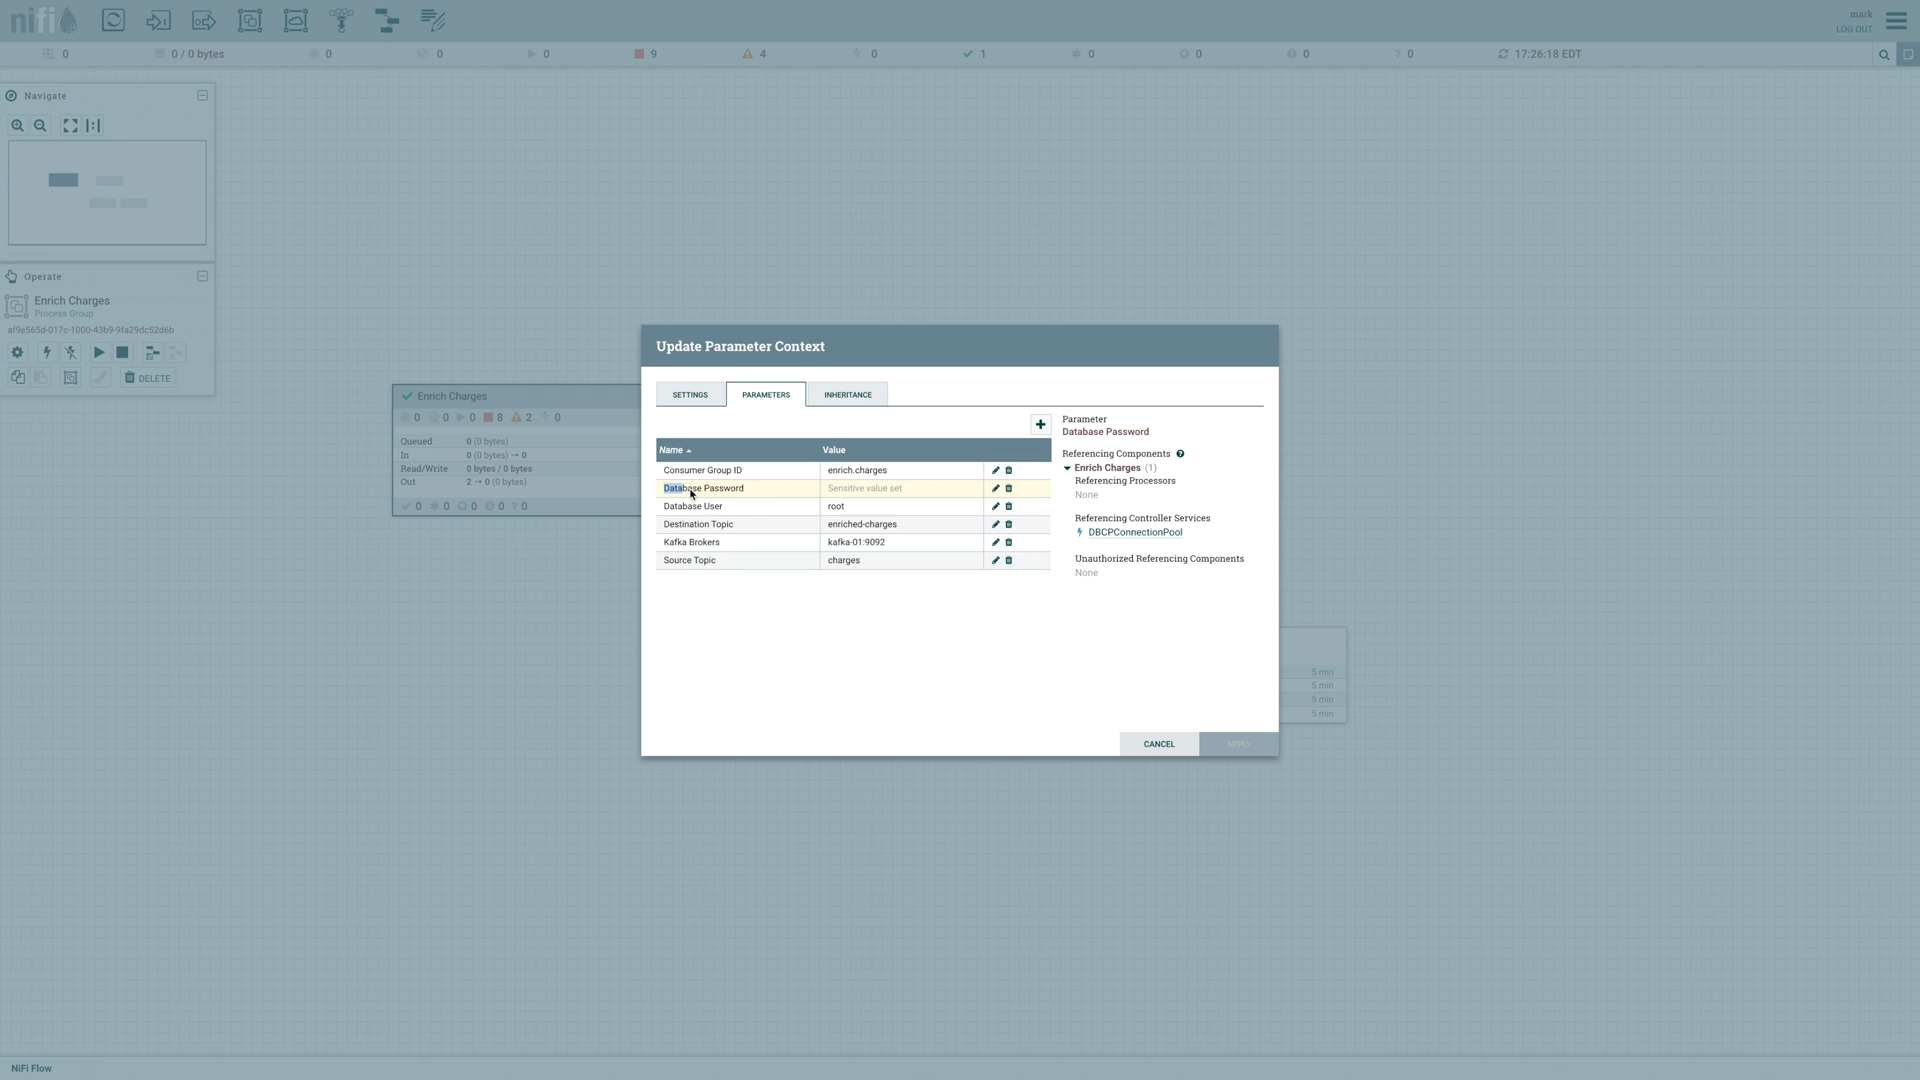 nifi
mark
LOG OUT
0
0 / 0 bytes
0
0
0
9
4
0
1
0
0
0
? 0
17:26:18 EDT
Navigate
Operate
Enrich Charges
Process Group
af9e565d-017c-1000-43b9-9fa29dc52d6b
DELETE
Enrich Charges
0 0 0 8 2 0
Queued 0 (0 bytes)
In 0 (0 bytes) → 0
Read/Write 0 bytes / 0 bytes
Out 2 → 0 (0 bytes)
0 0 0 0 ? 0
Update Parameter Context
SETTINGS
PARAMETERS
INHERITANCE
Name Value
Consumer Group ID enrich.charges
Database Password Sensitive value set
Database User root
Destination Topic enriched-charges
Kafka Brokers kafka-01:9092
Source Topic charges
Parameter
Database Password
Referencing Components ?
Enrich Charges (1)
Referencing Processors
None
Referencing Controller Services
DBCPConnectionPool
Unauthorized Referencing Components
None
CANCEL
APPLY
5 min
5 min
5 min
5 min
NiFi Flow